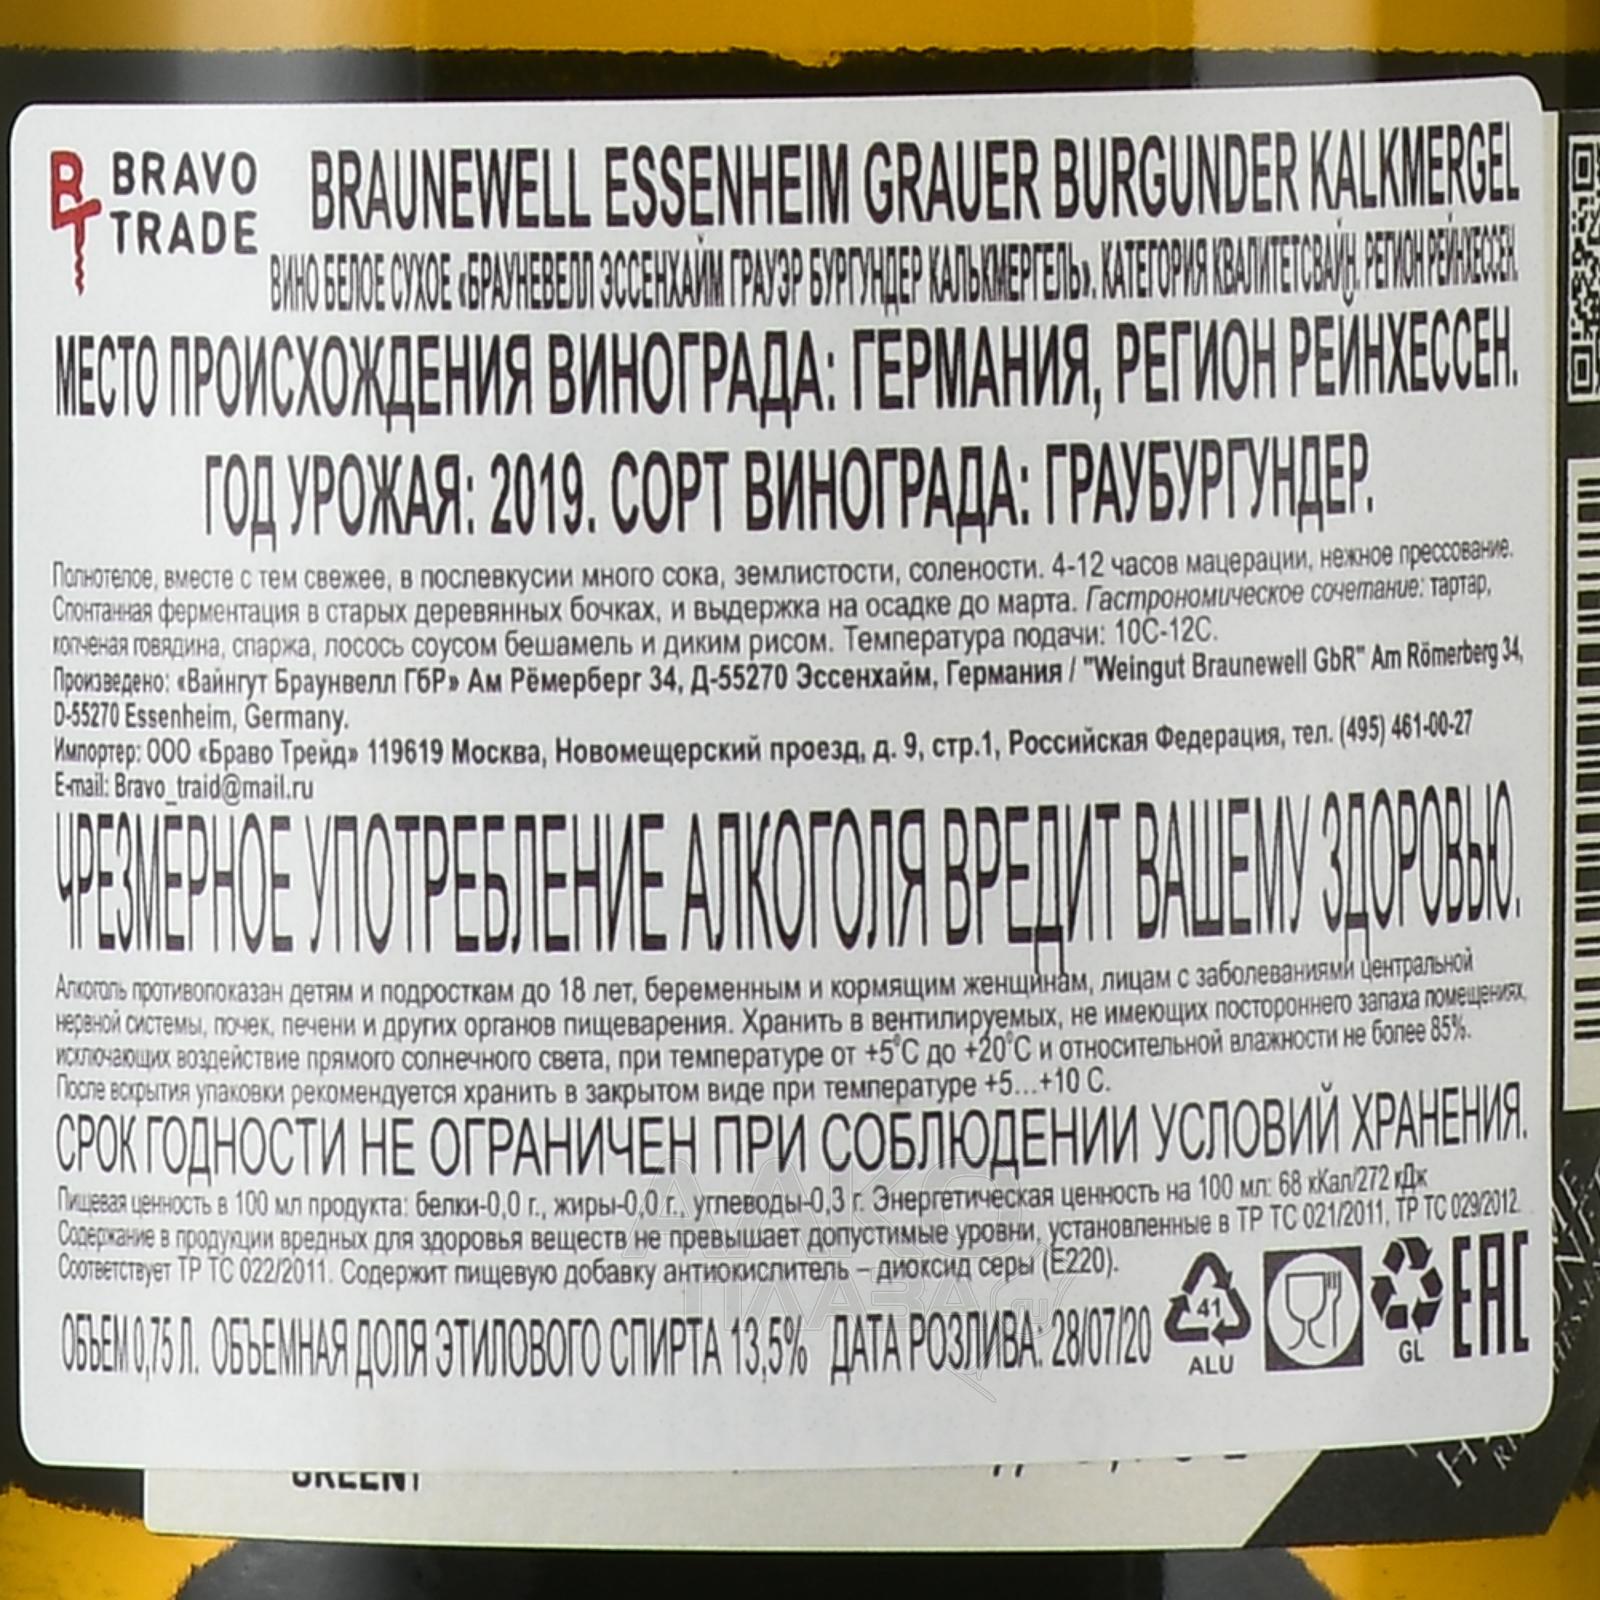 BRAVO
TRADE
BRAUNEWELL ESSENHEIM GRAUER BURGUNDER KALKMERGEL
ВИНО БЕЛОЕ СУХОЕ «БРАУНЕВЕЛЛ ЭССЕНХАЙМ ГРАУЭР БУРГУНДЕР КАЛЬКМЕРГЕЛЬ». КАТЕГОРИЯ КВАЛИТЕТСВАЙН. РЕГИОН РЕЙНХЕССЕН.
МЕСТО ПРОИСХОЖДЕНИЯ ВИНОГРАДА: ГЕРМАНИЯ, РЕГИОН РЕЙНХЕССЕН.
ГОД УРОЖАЯ: 2019. СОРТ ВИНОГРАДА: ГРАУБУРГУНДЕР.
Полнотелое, вместе с тем свежее, в послевкусии много сока, землистости, солености. 4-12 часов мацерации, нежное прессование.
Спонтанная ферментация в старых деревянных бочках, и выдержка на осадке до марта. Гастрономическое сочетание: тартар,
копченая говядина, спаржа, лосось соусом бешамель и диким рисом. Температура подачи: 10С-12С.
Произведено: «Вайнгут Браунвелл ГбР» Ам Рёмерберг 34, Д-55270 Эссенхайм, Германия / "Weingut Braunewell GbR" Am Römerberg 34,
D-55270 Essenheim, Germany.
Импортер: ООО «Браво Трейд» 119619 Москва, Новомещерский проезд, д. 9, стр.1, Российская Федерация, тел. (495) 461-00-27
E-mail: Bravo_traid@mail.ru
ЧРЕЗМЕРНОЕ УПОТРЕБЛЕНИЕ АЛКОГОЛЯ ВРЕДИТ ВАШЕМУ ЗДОРОВЬЮ.
Алкоголь противопоказан детям и подросткам до 18 лет, беременным и кормящим женщинам, лицам с заболеваниями центральной
нервной системы, почек, печени и других органов пищеварения. Хранить в вентилируемых, не имеющих постороннего запаха помещениях,
исключающих воздействие прямого солнечного света, при температуре от +5°С до +20°С и относительной влажности не более 85%.
После вскрытия упаковки рекомендуется хранить в закрытом виде при температуре +5...+10 С.
СРОК ГОДНОСТИ НЕ ОГРАНИЧЕН ПРИ СОБЛЮДЕНИИ УСЛОВИЙ ХРАНЕНИЯ.
Пищевая ценность в 100 мл продукта: белки-0,0 г., жиры-0,0 г., углеводы-0,3 г. Энергетическая ценность на 100 мл: 68 кКал/272 кДж
Содержание в продукции вредных для здоровья веществ не превышает допустимые уровни, установленные в ТР ТС 021/2011, ТР ТС 029/2012.
Соответствует ТР ТС 022/2011. Содержит пищевую добавку антиокислитель – диоксид серы (Е220).
ОБЪЕМ 0,75 Л. ОБЪЕМНАЯ ДОЛЯ ЭТИЛОВОГО СПИРТА 13,5% ДАТА РОЗЛИВА: 28/07/20
41
ALU
GL
EAC
АЛКО
ПЛАЗА.ru